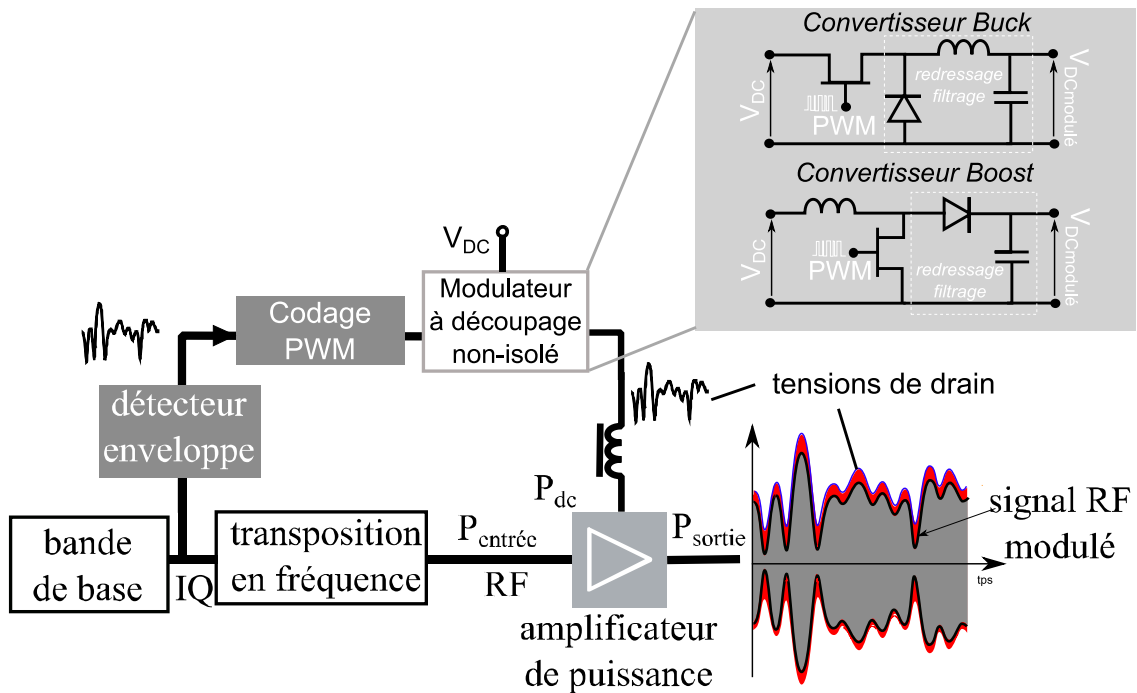 Convertisseur Buck
V_DC
PWM
redressage
filtrage
V_DCmodulé
Convertisseur Boost
V_DC
PWM
redressage
filtrage
V_DCmodulé
V_DC
Modulateur
à découpage
non-isolé
Codage
PWM
détecteur
enveloppe
tensions de drain
bande
de base
IQ
transposition
en fréquence
P_entrée
RF
P_dc
P_sortie
amplificateur
de puissance
signal RF
modulé
tps